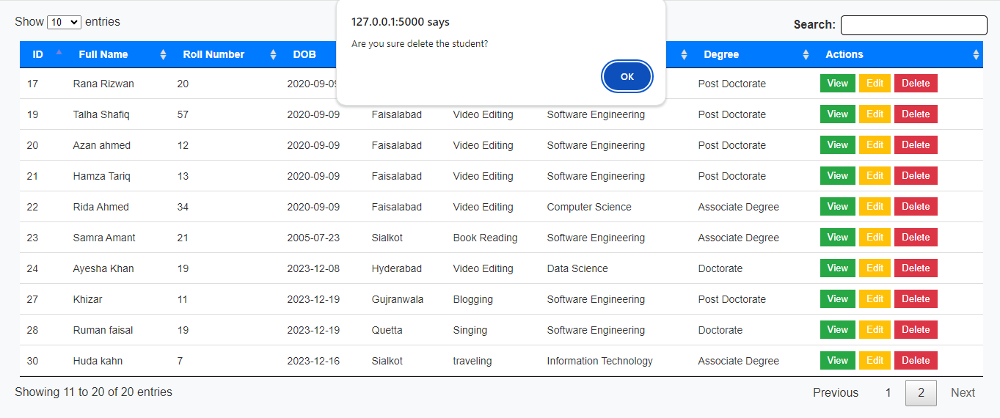 127.0.0.1:5000 says
Are you sure delete the student?
OK
Show 10 entries
Search:
ID Full Name Roll Number DOB Degree Actions
17 Rana Rizwan 20 2020-09-09 Post Doctorate View Edit Delete
19 Talha Shafiq 57 2020-09-09 Faisalabad Video Editing Software Engineering Post Doctorate View Edit Delete
20 Azan ahmed 12 2020-09-09 Faisalabad Video Editing Software Engineering Post Doctorate View Edit Delete
21 Hamza Tariq 13 2020-09-09 Faisalabad Video Editing Software Engineering Post Doctorate View Edit Delete
22 Rida Ahmed 34 2020-09-09 Faisalabad Video Editing Computer Science Associate Degree View Edit Delete
23 Samra Amant 21 2005-07-23 Sialkot Book Reading Software Engineering Associate Degree View Edit Delete
24 Ayesha Khan 19 2023-12-08 Hyderabad Video Editing Data Science Doctorate View Edit Delete
27 Khizar 11 2023-12-19 Gujranwala Blogging Software Engineering Post Doctorate View Edit Delete
28 Ruman faisal 19 2023-12-19 Quetta Singing Software Engineering Doctorate View Edit Delete
30 Huda kahn 7 2023-12-16 Sialkot traveling Information Technology Associate Degree View Edit Delete
Showing 11 to 20 of 20 entries
Previous 1 2 Next